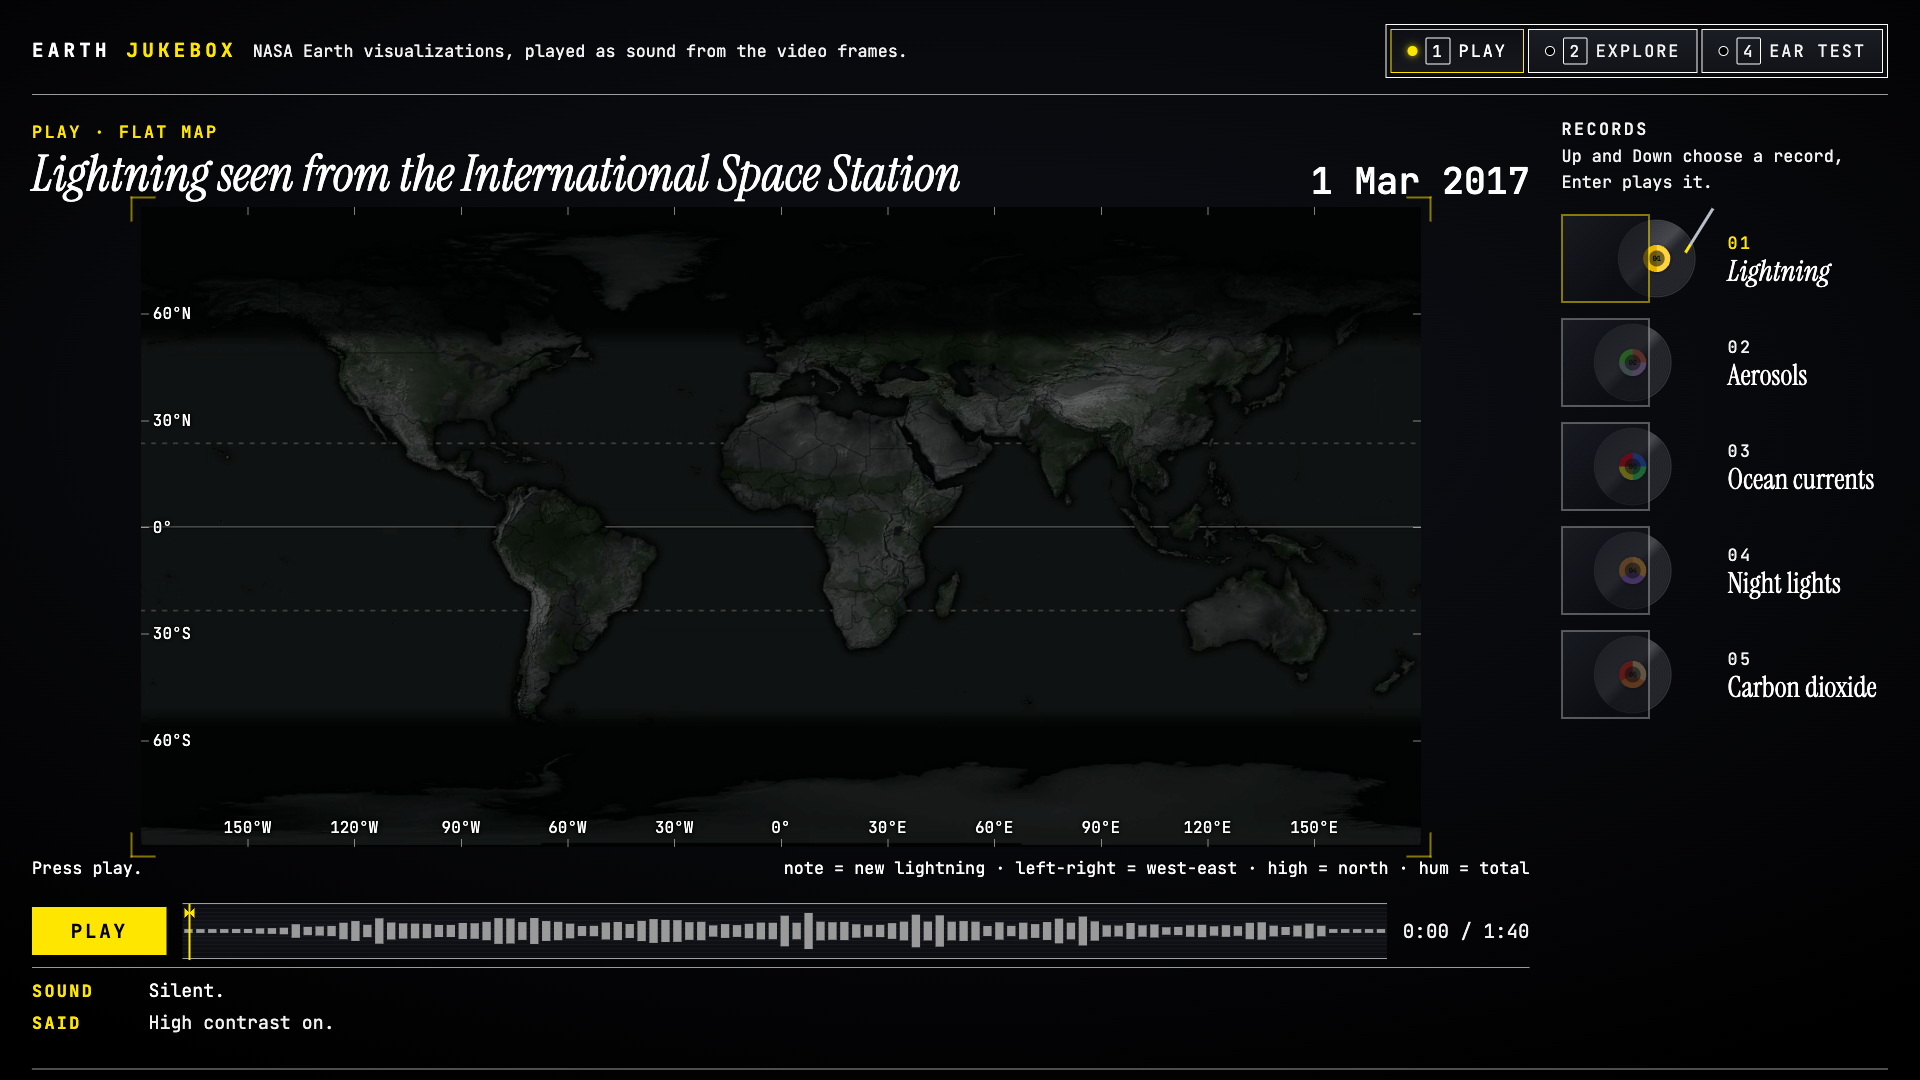 EARTH JUKEBOX NASA Earth visualizations, played as sound from the video frames.
1 PLAY
2 EXPLORE
4 EAR TEST
PLAY · FLAT MAP
Lightning seen from the International Space Station
1 Mar 2017
60°N
30°N
0°
30°S
60°S
150°W 120°W 90°W 60°W 30°W 0° 30°E 60°E 90°E 120°E 150°E
Press play.
note = new lightning · left-right = west-east · high = north · hum = total
PLAY
0:00 / 1:40
SOUND Silent.
SAID High contrast on.
RECORDS
Up and Down choose a record,
Enter plays it.
01
Lightning
02
Aerosols
03
Ocean currents
04
Night lights
05
Carbon dioxide